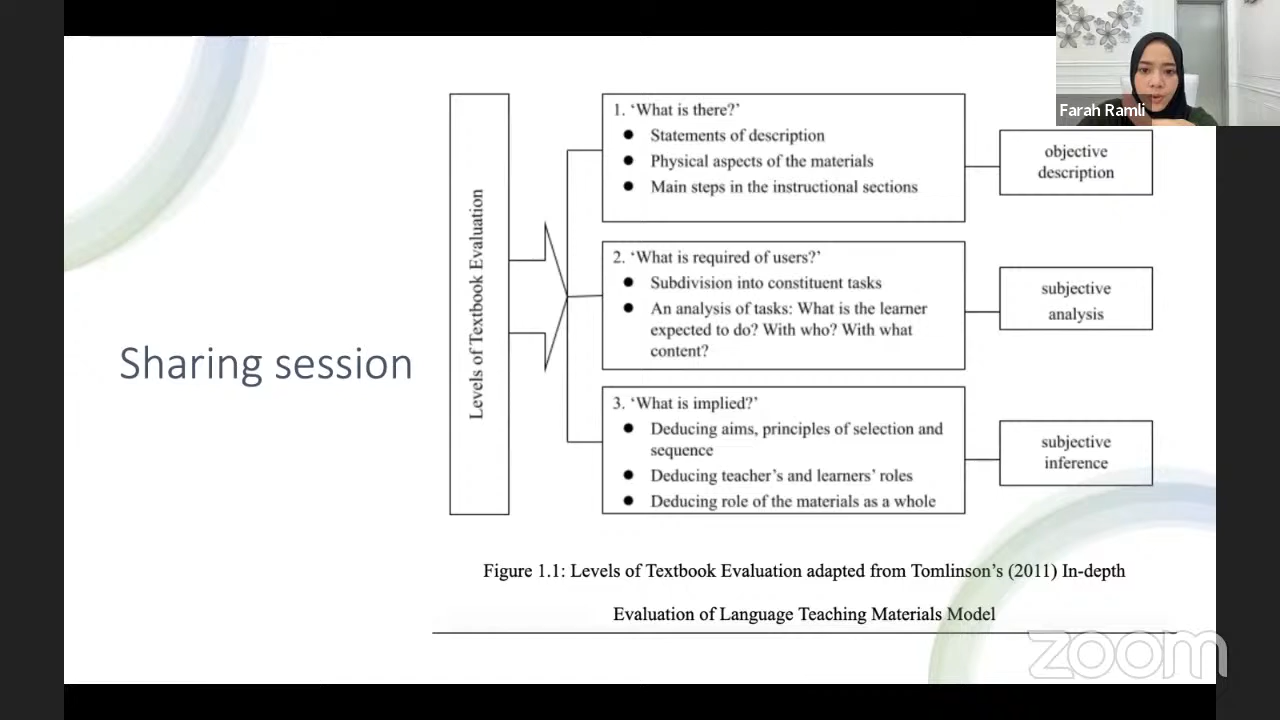 Farah Ramli
Sharing session
Levels of Textbook Evaluation
1. ‘What is there?’
● Statements of description
● Physical aspects of the materials
● Main steps in the instructional sections
objective
description
2. ‘What is required of users?’
● Subdivision into constituent tasks
● An analysis of tasks: What is the learner
expected to do? With who? With what
content?
subjective
analysis
3. ‘What is implied?’
● Deducing aims, principles of selection and
sequence
● Deducing teacher’s and learners’ roles
● Deducing role of the materials as a whole
subjective
inference
Figure 1.1: Levels of Textbook Evaluation adapted from Tomlinson’s (2011) In-depth
Evaluation of Language Teaching Materials Model
zoom